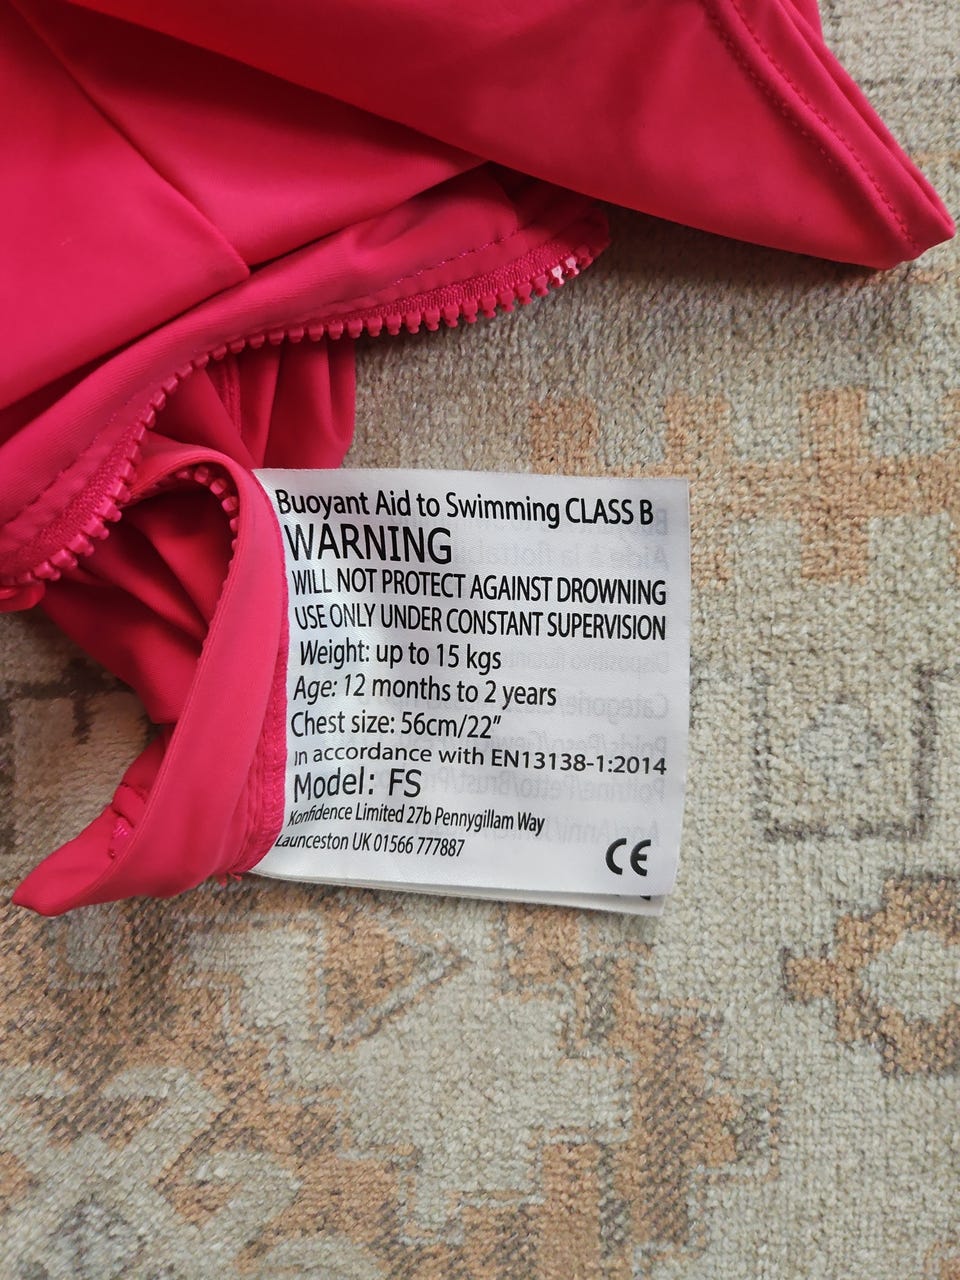 Buoyant Aid to Swimming CLASS B
WARNING
WILL NOT PROTECT AGAINST DROWNING
USE ONLY UNDER CONSTANT SUPERVISION
Weight: up to 15 kgs
Age: 12 months to 2 years
Chest size: 56cm/22"
In accordance with EN13138-1:2014
Model: FS
Konfidence Limited 27b Pennygillam Way
Launceston UK 01566 777887
CE